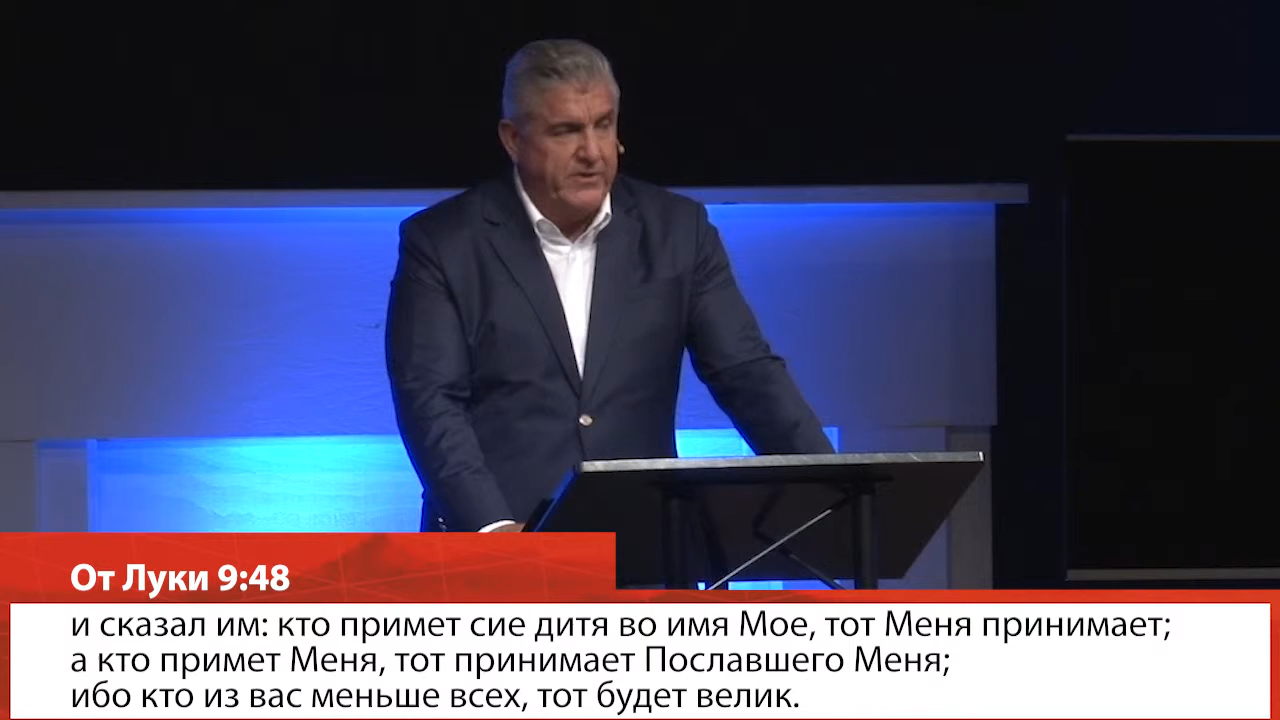 От Луки 9:48
и сказал им: кто примет сие дитя во имя Мое, тот Меня принимает;
а кто примет Меня, тот принимает Пославшего Меня;
ибо кто из вас меньше всех, тот будет велик.